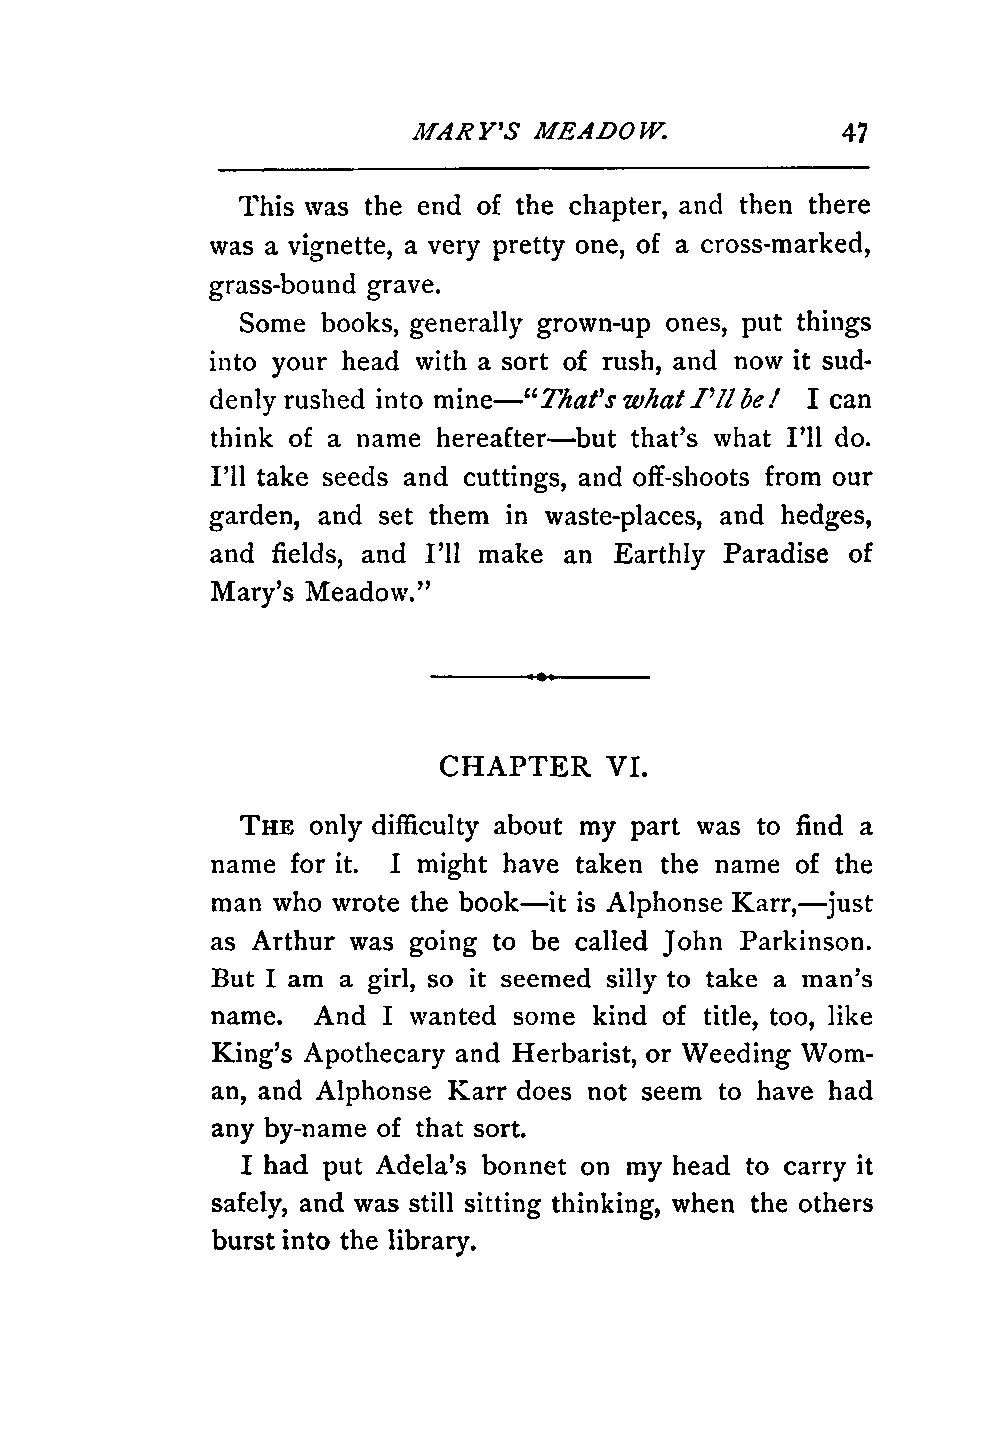 MARY'S MEADOW. 47
This was the end of the chapter, and then there
was a vignette, a very pretty one, of a cross-marked,
grass-bound grave.
Some books, generally grown-up ones, put things
into your head with a sort of rush, and now it sud-
denly rushed into mine—“That's what I'll be! I can
think of a name hereafter—but that's what I'll do.
I'll take seeds and cuttings, and off-shoots from our
garden, and set them in waste-places, and hedges,
and fields, and I'll make an Earthly Paradise of
Mary's Meadow.”
CHAPTER VI.
THE only difficulty about my part was to find a
name for it. I might have taken the name of the
man who wrote the book—it is Alphonse Karr,—just
as Arthur was going to be called John Parkinson.
But I am a girl, so it seemed silly to take a man's
name. And I wanted some kind of title, too, like
King's Apothecary and Herbarist, or Weeding Wom-
an, and Alphonse Karr does not seem to have had
any by-name of that sort.
I had put Adela's bonnet on my head to carry it
safely, and was still sitting thinking, when the others
burst into the library.